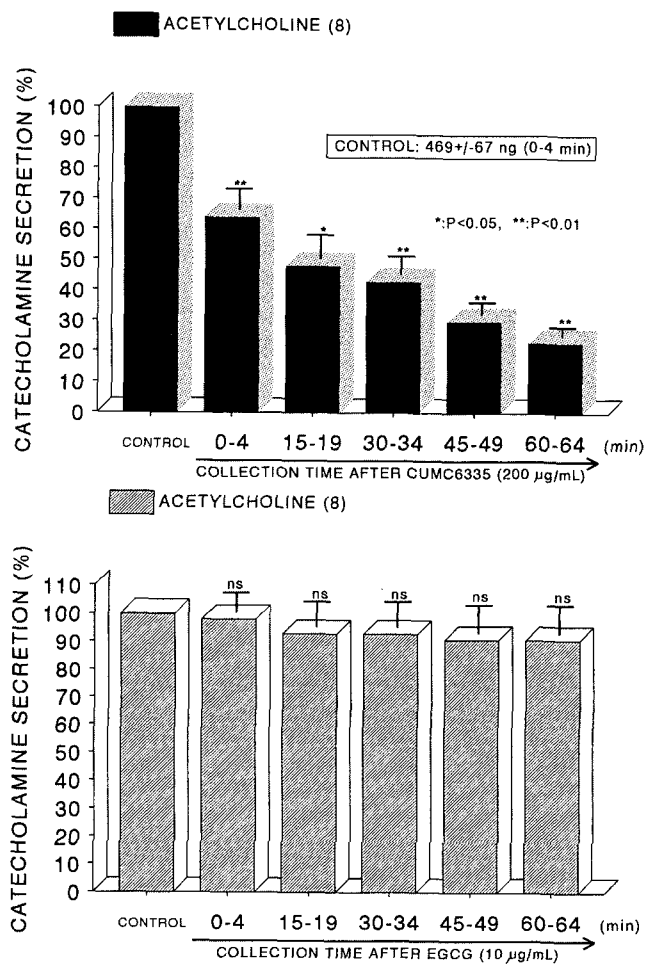 ACETYLCHOLINE (8)
CATECHOLAMINE SECRETION (%)
100
90
80
70
60
50
40
30
20
10
0
CONTROL: 469+/-67 ng (0-4 min)
*:P<0.05, **:P<0.01
**
*
**
**
**
CONTROL 0-4 15-19 30-34 45-49 60-64 (min)
COLLECTION TIME AFTER CUMC6335 (200 µg/mL)
ACETYLCHOLINE (8)
CATECHOLAMINE SECRETION (%)
110
100
90
80
70
60
50
40
30
20
10
0
ns ns ns ns ns
CONTROL 0-4 15-19 30-34 45-49 60-64 (min)
COLLECTION TIME AFTER EGCG (10 µg/mL)